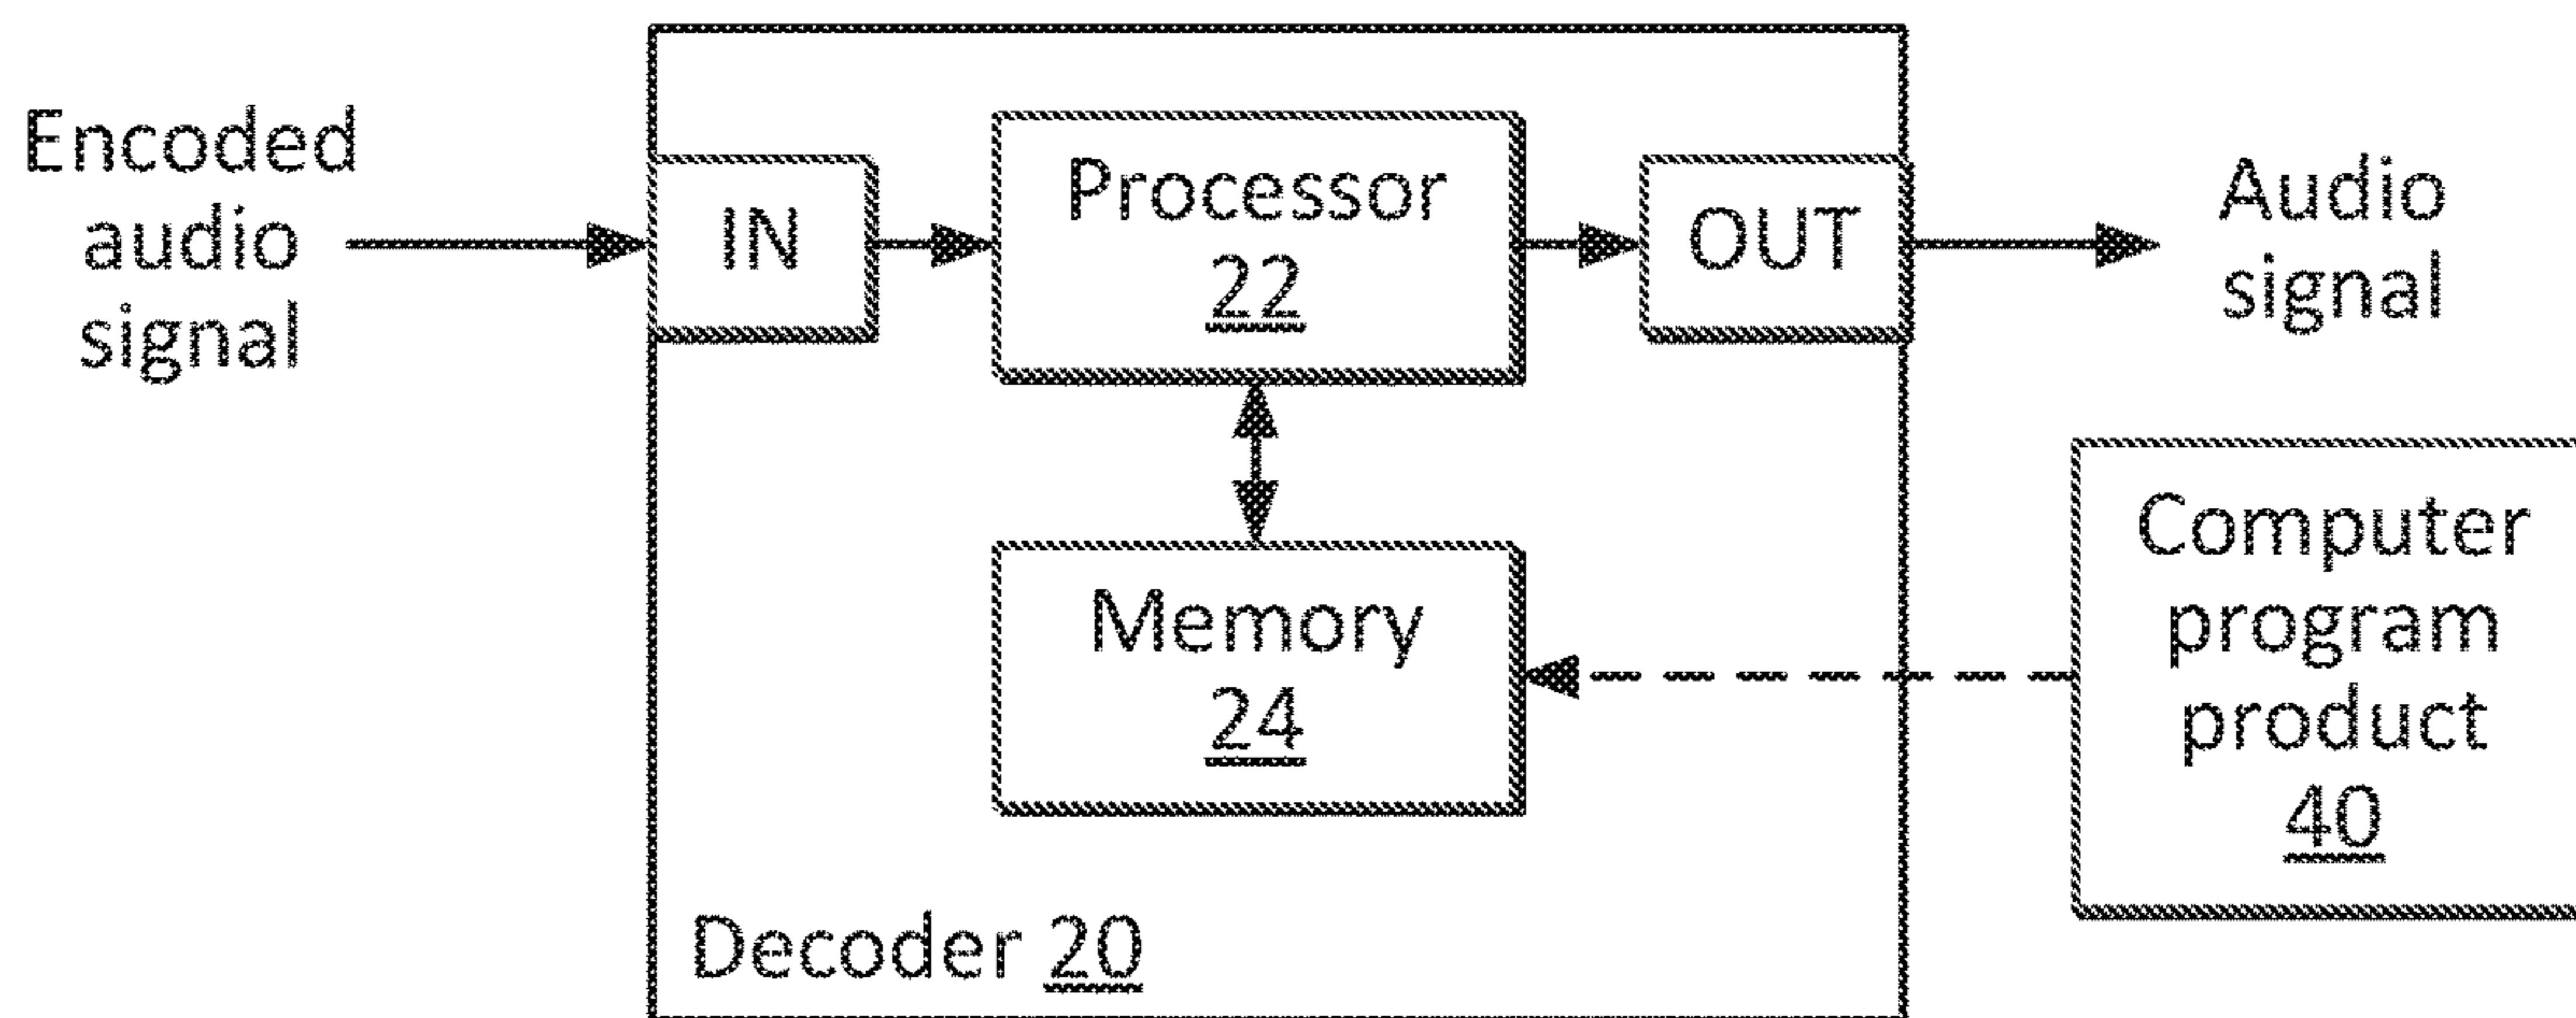 Encoded
audio
signal
IN
Processor
22
OUT
Audio
signal
Memory
24
Computer
program
product
40
Decoder 20